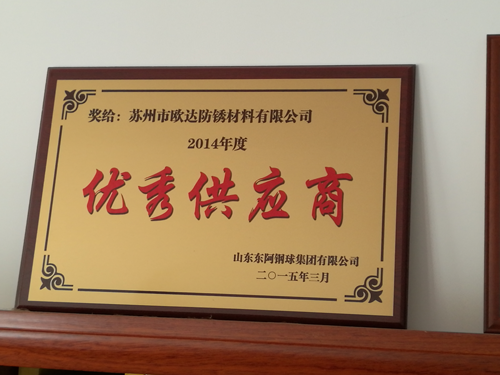 奖给：苏州市欧达防锈材料有限公司
2014年度
优秀供应商
山东东阿钢球集团有限公司
二〇一五年三月